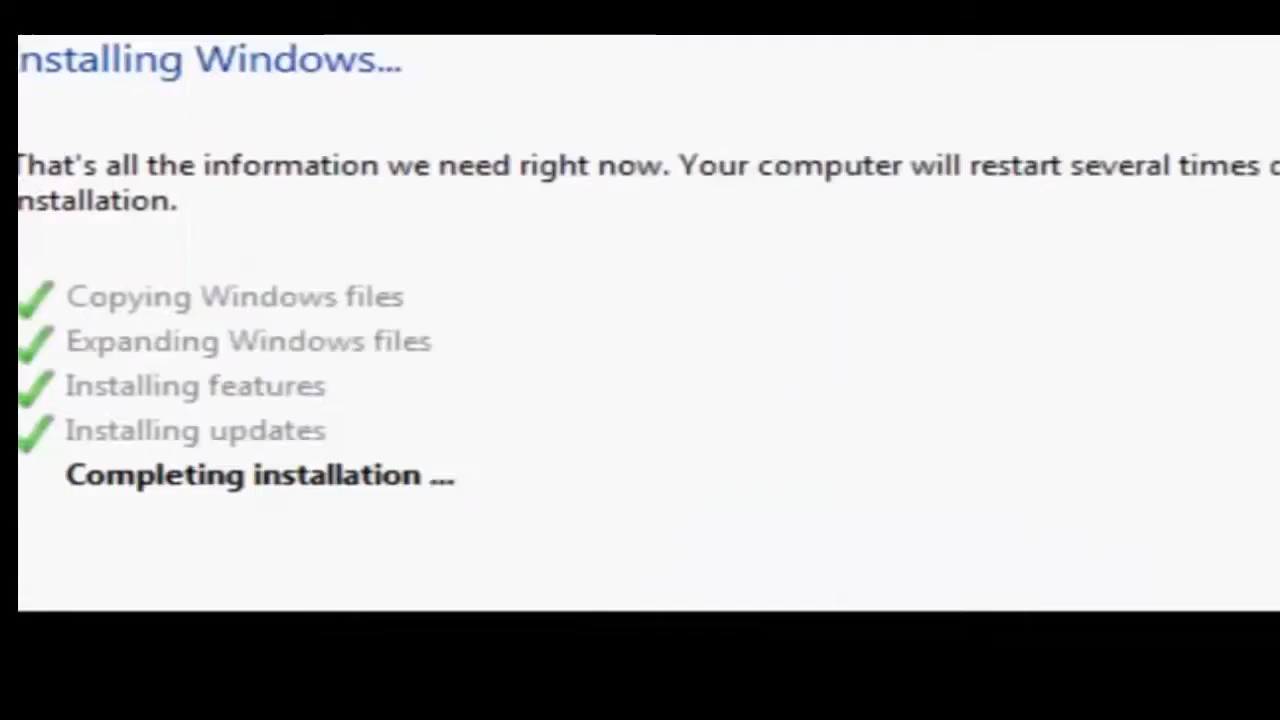 nstalling Windows...
That's all the information we need right now. Your computer will restart several times
nstallation.
Copying Windows files
Expanding Windows files
Installing features
Installing updates
Completing installation ...